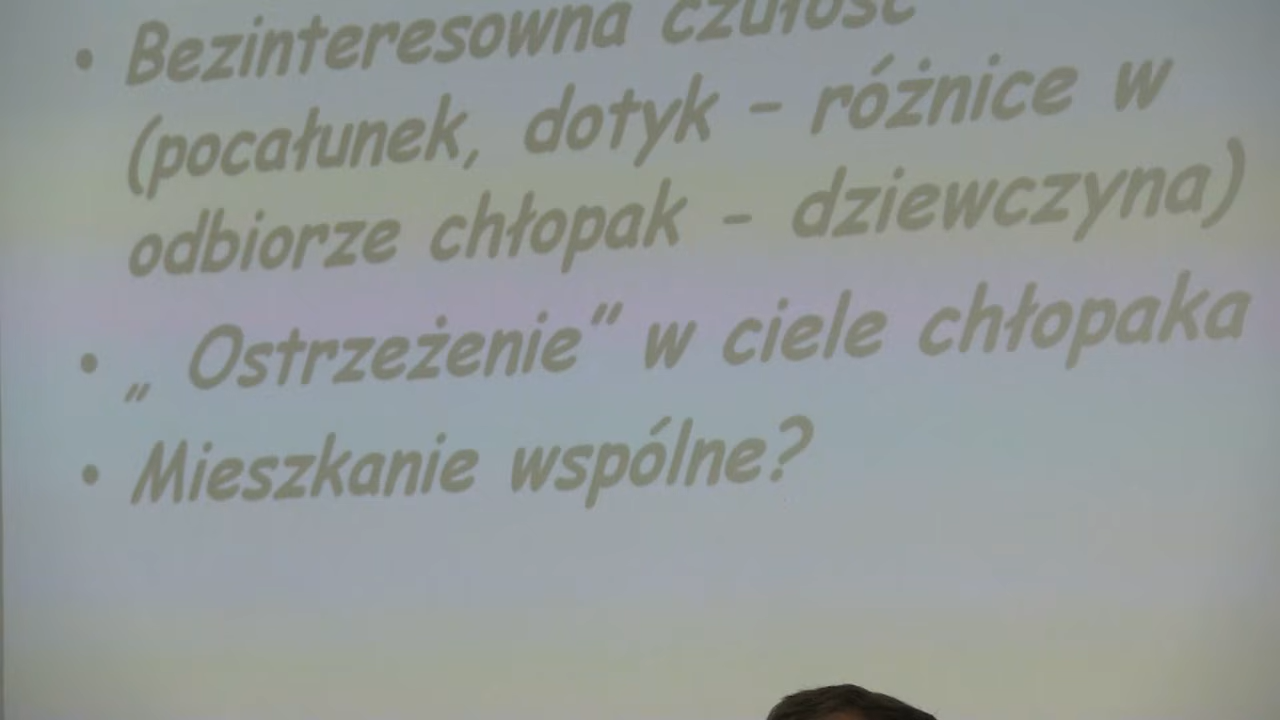 • Bezinteresowna czułość
(pocałunek, dotyk - różnice w
odbiorze chłopak - dziewczyna)
• „ Ostrzeżenie” w ciele chłopaka
• Mieszkanie wspólne?